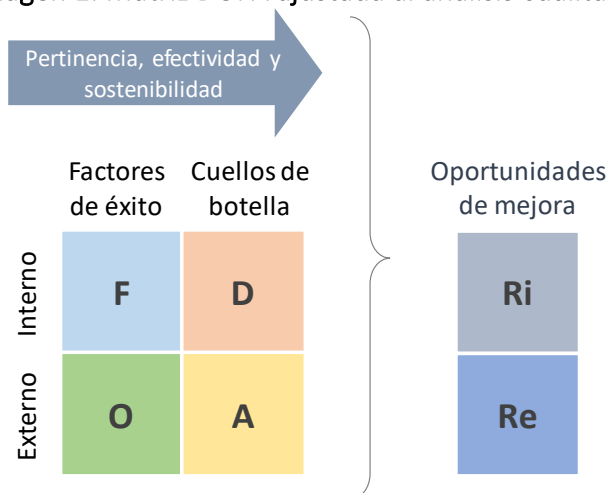 Pertinencia, efectividad y
sostenibilidad
Factores
de éxito
Cuellos de
botella
Oportunidades
de mejora
Interno
F
D
Ri
Externo
O
A
Re